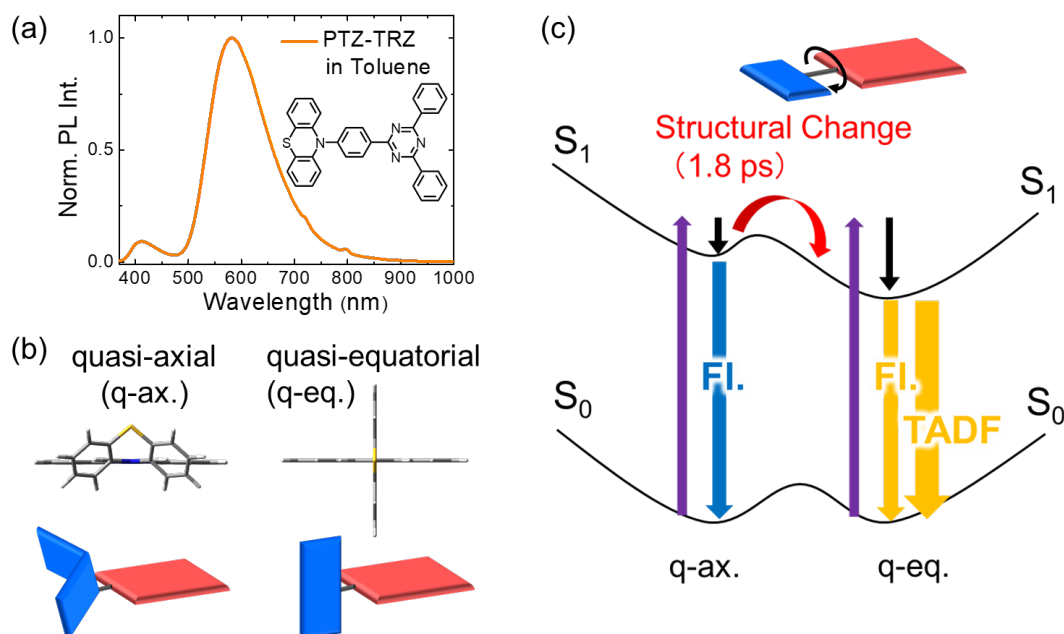 (a)
Norm. PL Int.
1.0
0.5
0.0
PTZ-TRZ
in Toluene
S
N
N
N
N
400 500 600 700 800 900 1000
Wavelength (nm)
(b)
quasi-axial
(q-ax.)
quasi-equatorial
(q-eq.)
(c)
Structural Change
(1.8 ps)
S1
S1
Fl.
Fl.
TADF
S0
S0
q-ax.
q-eq.